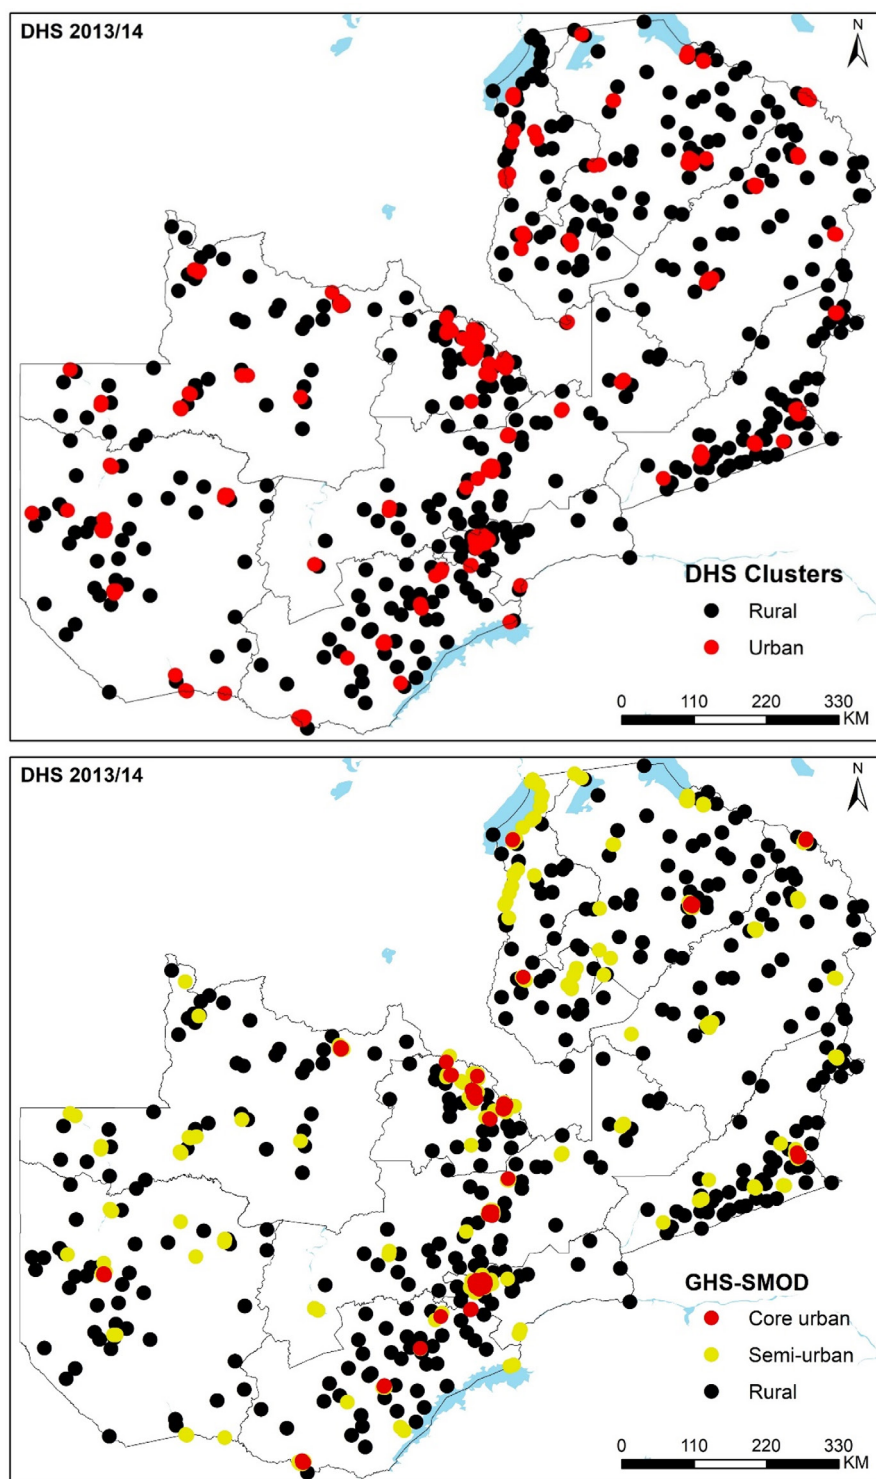 DHS 2013/14
N
DHS Clusters
Rural
Urban
0 110 220 330
KM
DHS 2013/14
N
GHS-SMOD
Core urban
Semi-urban
Rural
0 110 220 330
KM